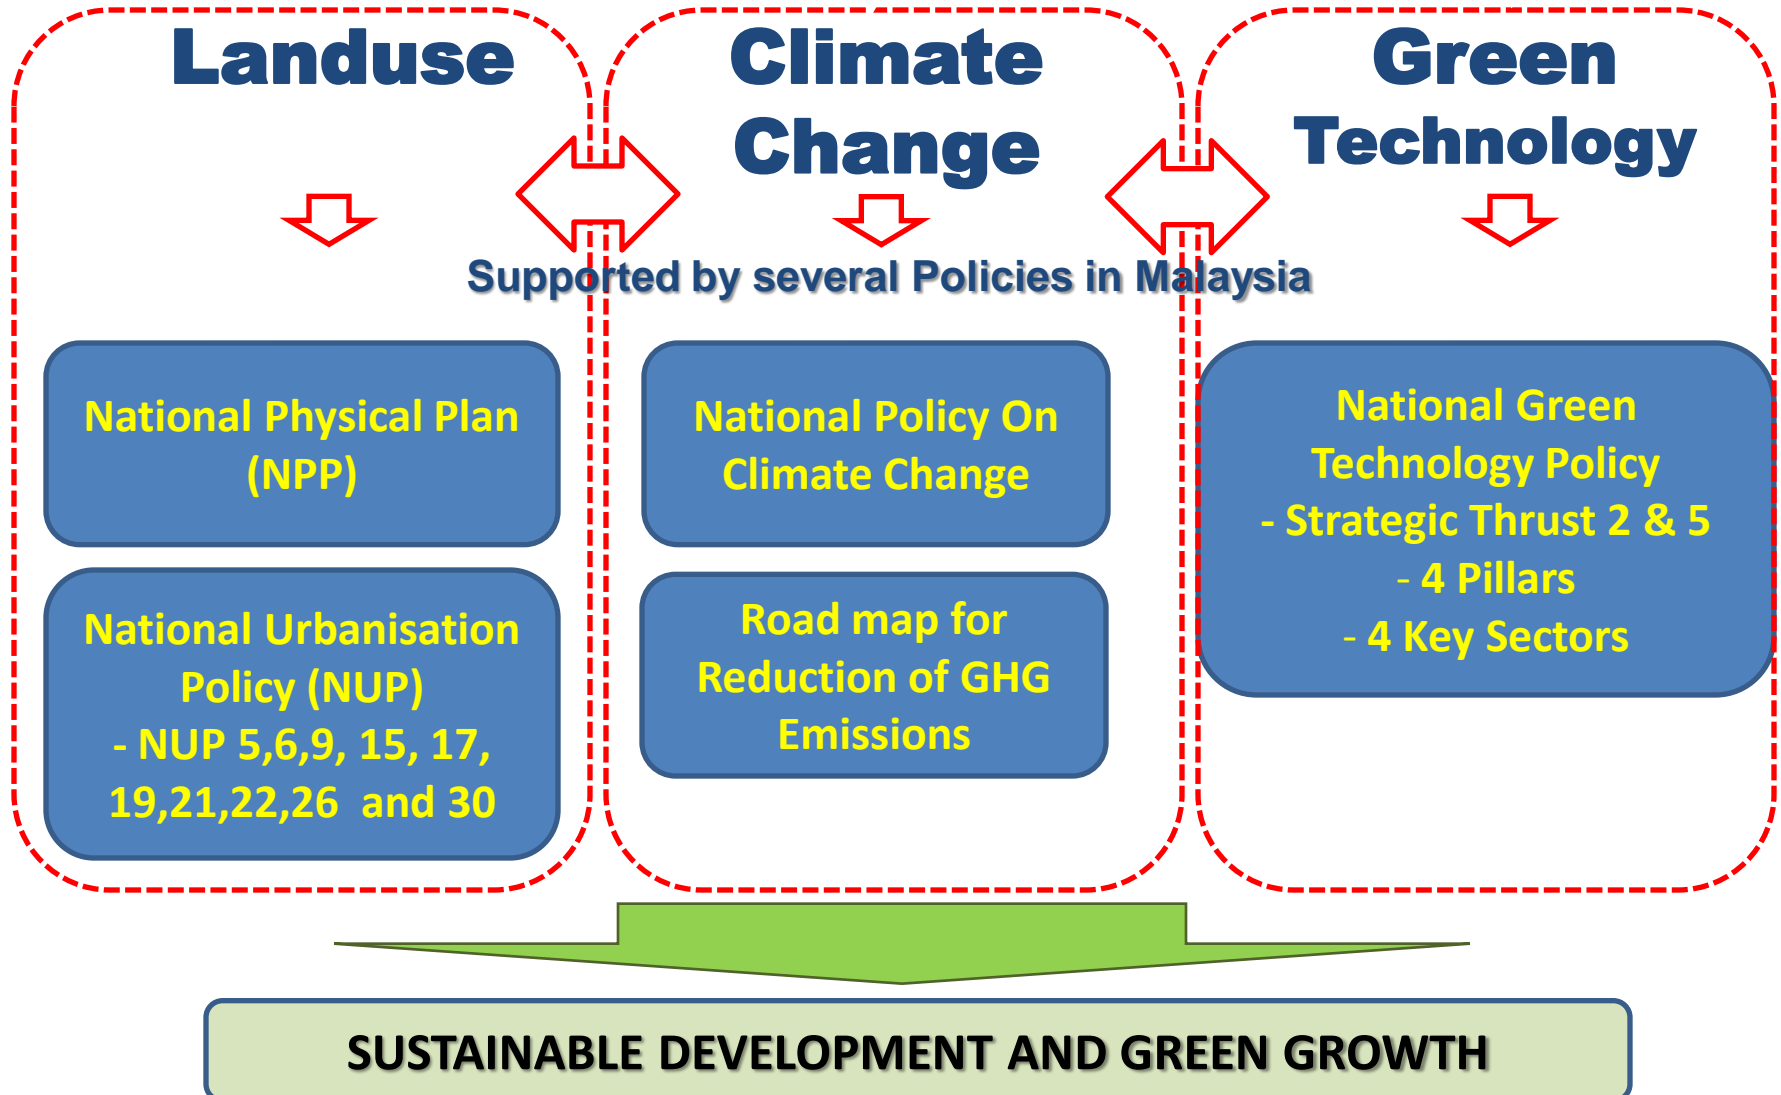 Landuse
Climate
Change
Green
Technology
Supported by several Policies in Malaysia
National Physical Plan
(NPP)
National Urbanisation
Policy (NUP)
- NUP 5,6,9, 15, 17,
19,21,22,26 and 30
National Policy On
Climate Change
Road map for
Reduction of GHG
Emissions
National Green
Technology Policy
- Strategic Thrust 2 & 5
- 4 Pillars
- 4 Key Sectors
SUSTAINABLE DEVELOPMENT AND GREEN GROWTH